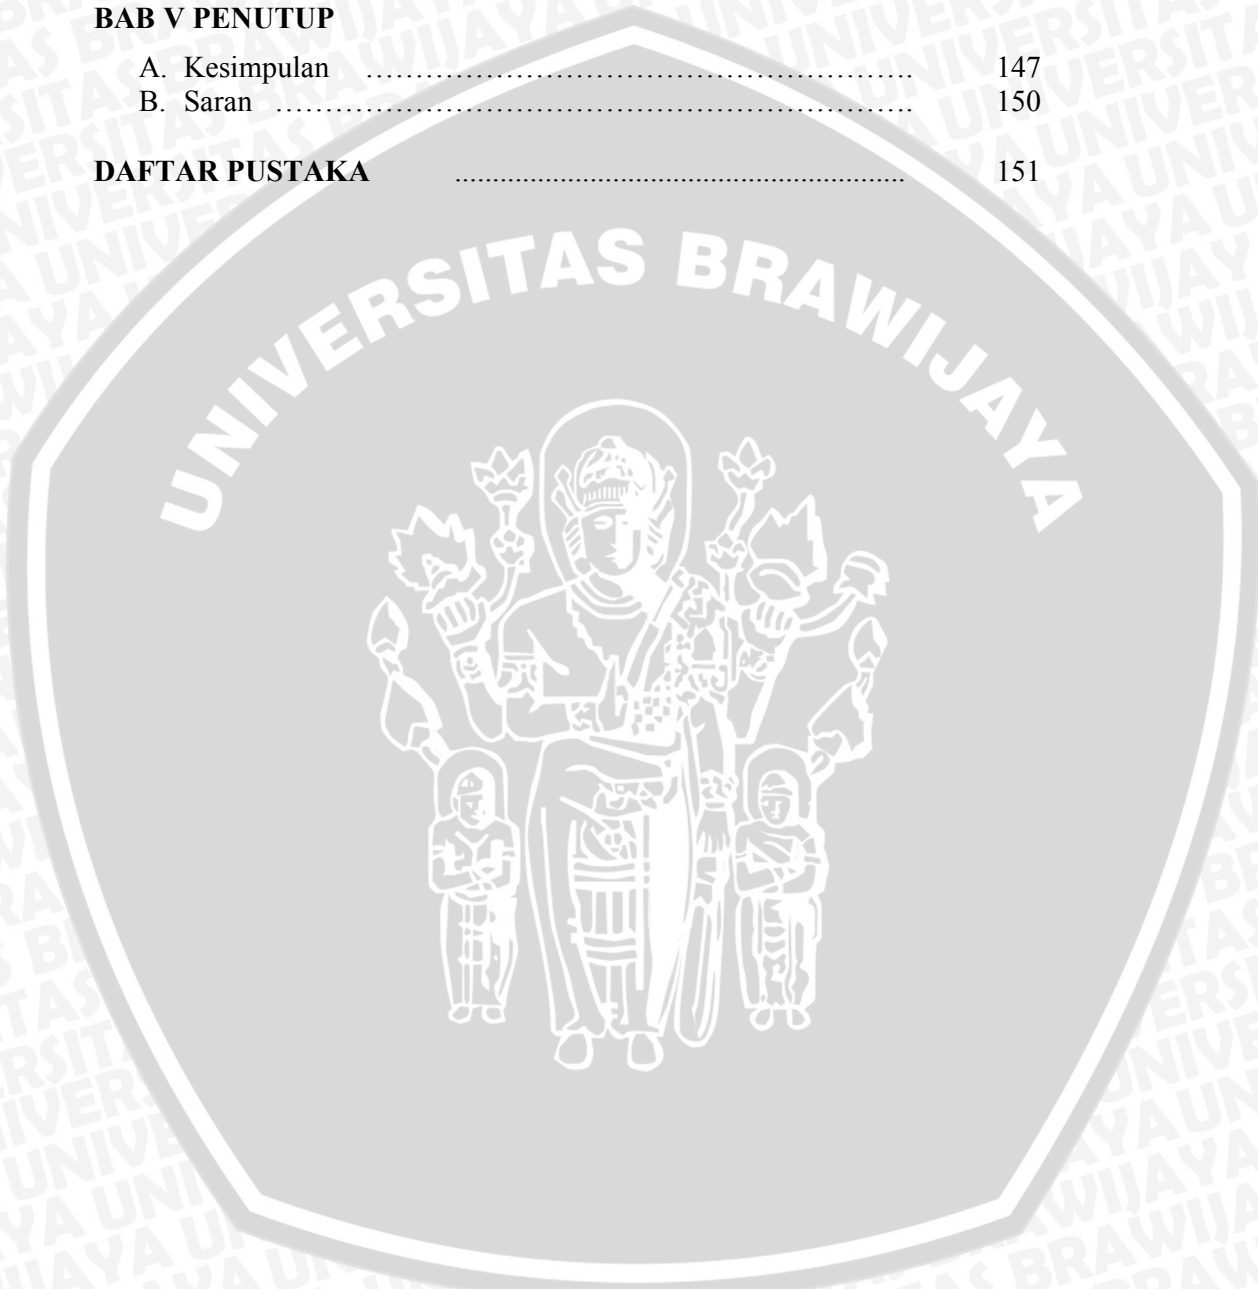 BAB V PENUTUP
A. Kesimpulan ………………………………………………. 147
B. Saran ………………………………………………………. 150
DAFTAR PUSTAKA ............................................................ 151
UNIVERSITAS BRAWIJAYA